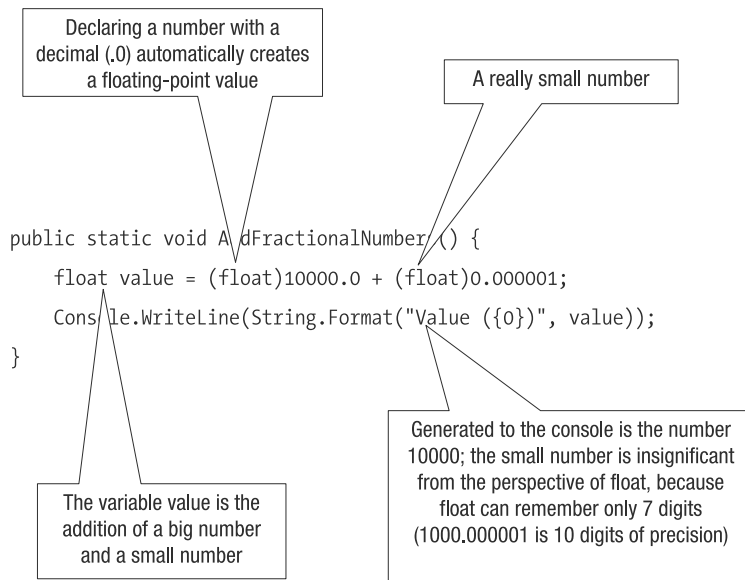 Declaring a number with a
decimal (.0) automatically creates
a floating-point value
A really small number
public static void A dFractionalNumber () {
float value = (float)10000.0 + (float)0.000001;
Cons le.WriteLine(String.Format("Value ({0})", value));
}
The variable value is the
addition of a big number
and a small number
Generated to the console is the number
10000; the small number is insignificant
from the perspective of float, because
float can remember only 7 digits
(1000.000001 is 10 digits of precision)